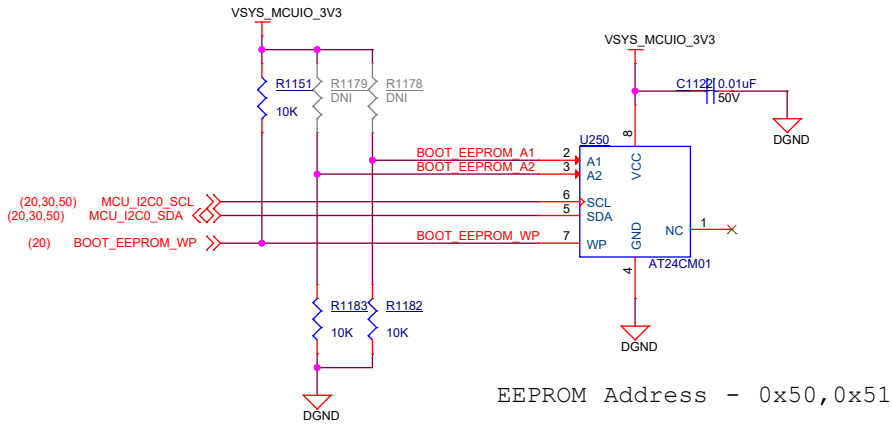 VSYS_MCUIO_3V3
VSYS_MCUIO_3V3
R1151
10K
R1179
DNI
R1178
DNI
C1122
0.01uF
50V
DGND
U250
8
VCC
BOOT_EEPROM_A1
2
A1
BOOT_EEPROM_A2
3
A2
(20,30,50) MCU_I2C0_SCL
6
SCL
(20,30,50) MCU_I2C0_SDA
5
SDA
(20) BOOT_EEPROM_WP
BOOT_EEPROM_WP
7
WP
GND
4
NC
1
AT24CM01
R1183
10K
R1182
10K
DGND
DGND
EEPROM Address - 0x50,0x51